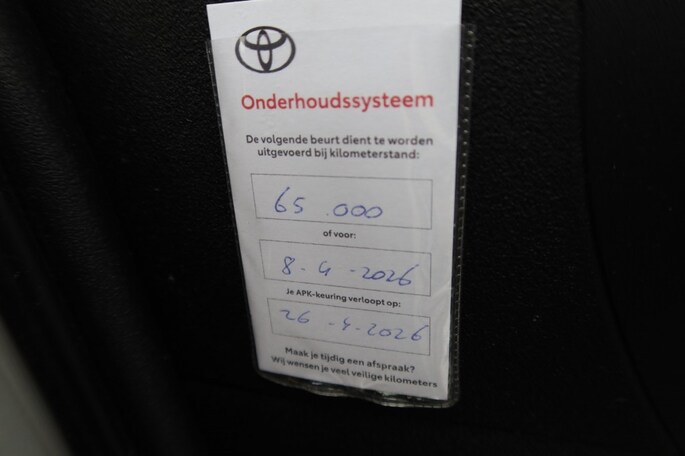 Onderhoudssysteem
De volgende beurt dient te worden
uitgevoerd bij kilometerstand:
65.000
of voor:
8-4-2026
Je APK-keuring verloopt op:
26-4-2026
Maak je tijdig een afspraak?
Wij wensen je veel veilige kilometers